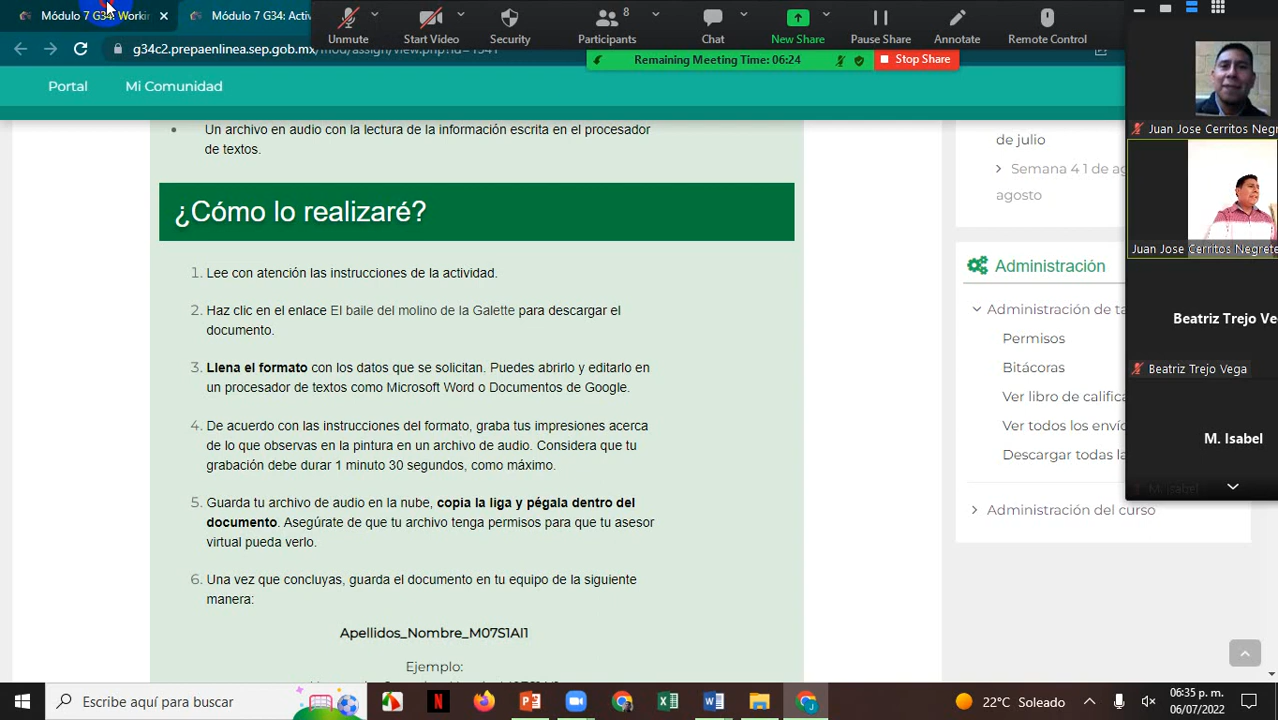 Módulo 7 G34: Workin
Módulo 7 G34: Activ
Unmute
Start Video
Security
8
Participants
Chat
New Share
Pause Share
Annotate
Remote Control
g34c2.prepaenlinea.sep.gob.mx/mod/assign/view.php?id=1541
Remaining Meeting Time: 06:24
Stop Share
Portal
Mi Comunidad
Un archivo en audio con la lectura de la información escrita en el procesador
de textos.
¿Cómo lo realizaré?
1. Lee con atención las instrucciones de la actividad.
2. Haz clic en el enlace El baile del molino de la Galette para descargar el
documento.
3. Llena el formato con los datos que se solicitan. Puedes abrirlo y editarlo en
un procesador de textos como Microsoft Word o Documentos de Google.
4. De acuerdo con las instrucciones del formato, graba tus impresiones acerca
de lo que observas en la pintura en un archivo de audio. Considera que tu
grabación debe durar 1 minuto 30 segundos, como máximo.
5. Guarda tu archivo de audio en la nube, copia la liga y pégala dentro del
documento. Asegúrate de que tu archivo tenga permisos para que tu asesor
virtual pueda verlo.
6. Una vez que concluyas, guarda el documento en tu equipo de la siguiente
manera:
Apellidos_Nombre_M07S1AI1
Ejemplo:
de julio
Semana 4 1 de ag
agosto
Administración
Administración de ta
Permisos
Bitácoras
Ver libro de califica
Ver todos los envío
Descargar todas la
Administración del curso
Juan Jose Cerritos Negr
Juan Jose Cerritos Negrete
Beatriz Trejo Ve
Beatriz Trejo Vega
M. Isabel
M. Isabel
Escribe aquí para buscar
22°C Soleado
06:35 p. m.
06/07/2022